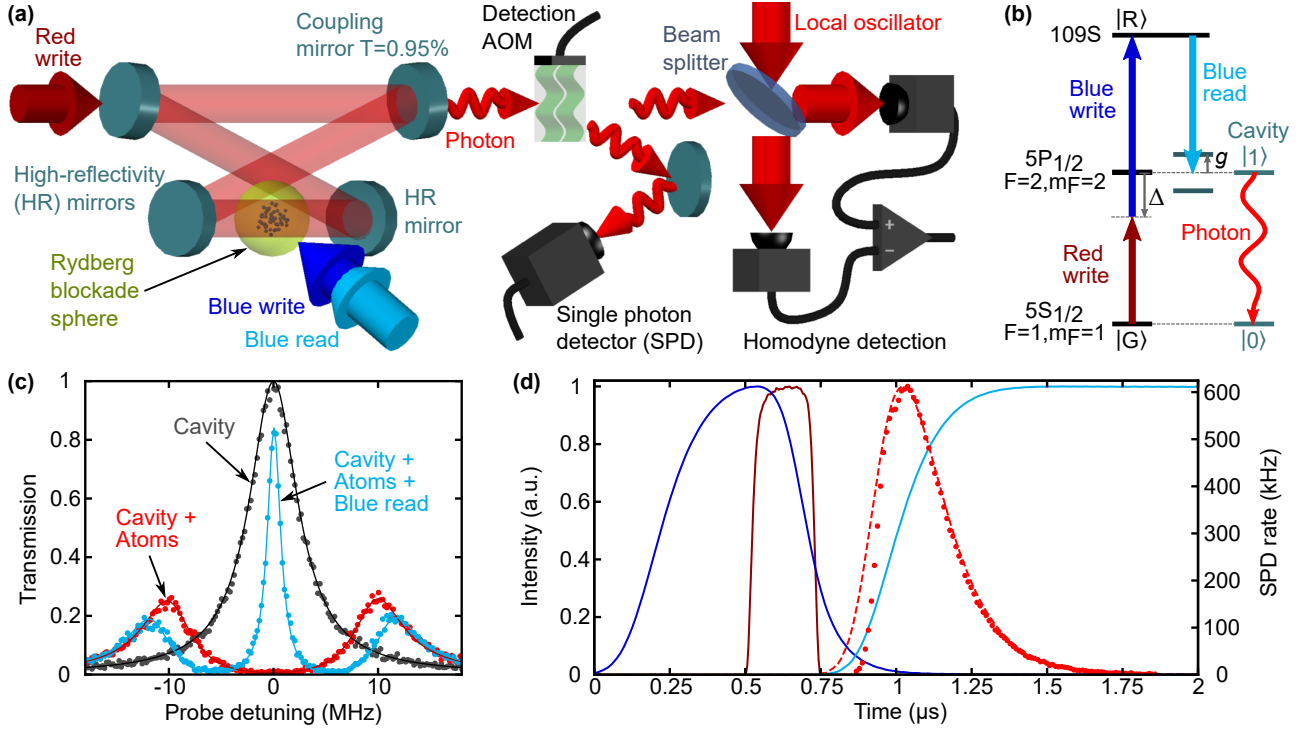 (a)
Red
write
Coupling
mirror T=0.95%
Detection
AOM
Beam
splitter
Local oscillator
Photon
High-reflectivity
(HR) mirrors
HR
mirror
Rydberg
blockade
sphere
Blue write
Blue read
Single photon
detector (SPD)
+
−
Homodyne detection
(b)
|R⟩
109S
Blue
write
Blue
read
Cavity
5P1/2
F=2,mF=2
g
|1⟩
Δ
Red
write
Photon
5S1/2
F=1,mF=1
|G⟩
|0⟩
(c)
1
0.8
0.6
0.4
0.2
0
Transmission
Cavity
Cavity +
Atoms +
Blue read
Cavity +
Atoms
-10
0
10
Probe detuning (MHz)
(d)
1
0.8
0.6
0.4
0.2
0
Intensity (a.u.)
600
500
400
300
200
100
0
SPD rate (kHz)
0
0.25
0.5
0.75
1
1.25
1.5
1.75
2
Time (µs)